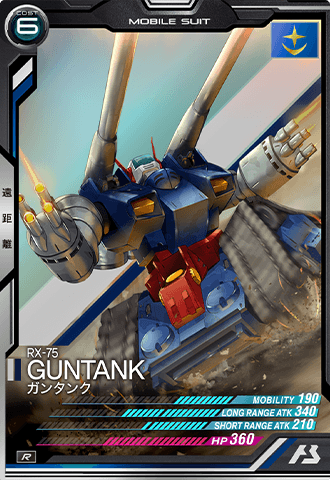 COST
6
MOBILE SUIT
遠距離
RX-75
GUNTANK
ガンタンク
MOBILITY 190
LONG RANGE ATK 340
SHORT RANGE ATK 210
HP 360
R